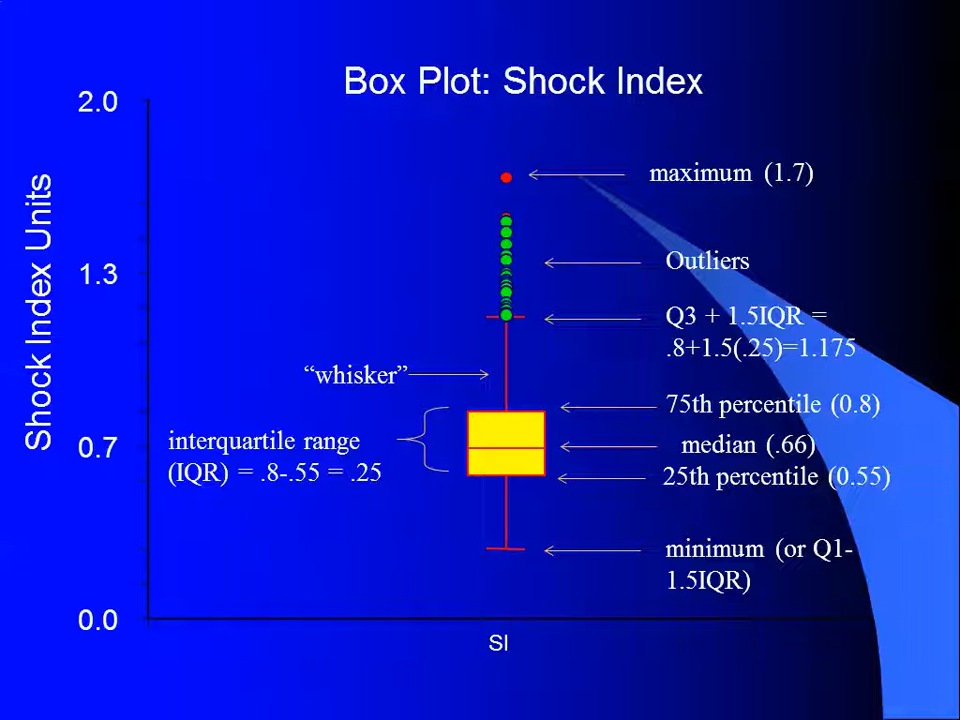 Box Plot: Shock Index
2.0
maximum (1.7)
Shock Index Units
Outliers
1.3
Q3 + 1.5IQR =
.8+1.5(.25)=1.175
“whisker”
75th percentile (0.8)
interquartile range
(IQR) = .8-.55 = .25
0.7
median (.66)
25th percentile (0.55)
minimum (or Q1-
1.5IQR)
0.0
SI